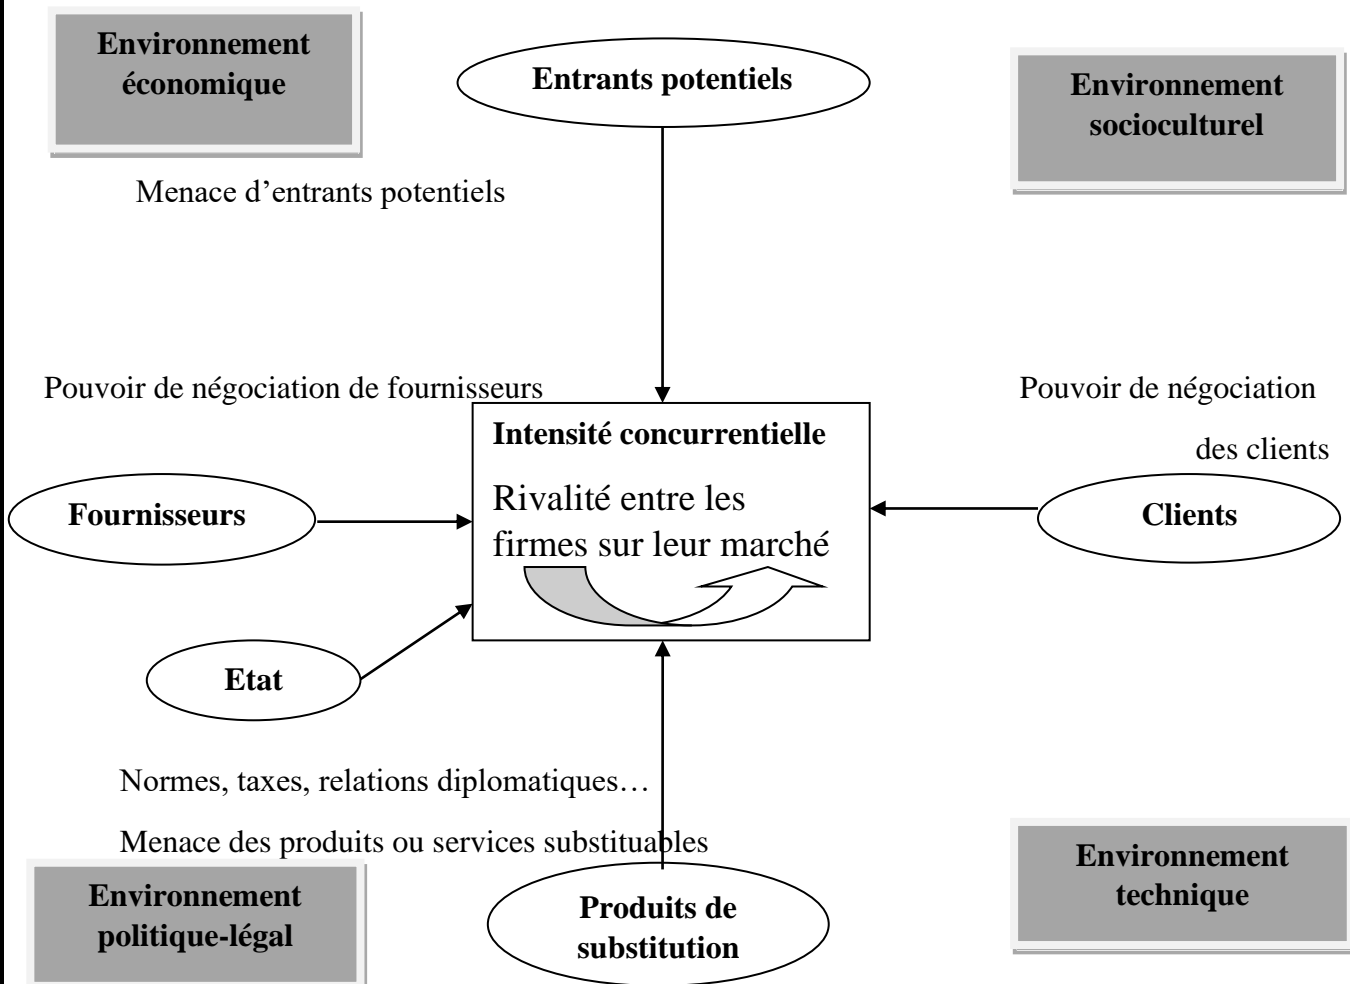 Environnement
économique
Entrants potentiels
Environnement
socioculturel
Menace d’entrants potentiels
Pouvoir de négociation de fournisseurs
Pouvoir de négociation
des clients
Intensité concurrentielle
Rivalité entre les
firmes sur leur marché
Fournisseurs
Clients
Etat
Normes, taxes, relations diplomatiques…
Menace des produits ou services substituables
Environnement
politique-légal
Produits de
substitution
Environnement
technique